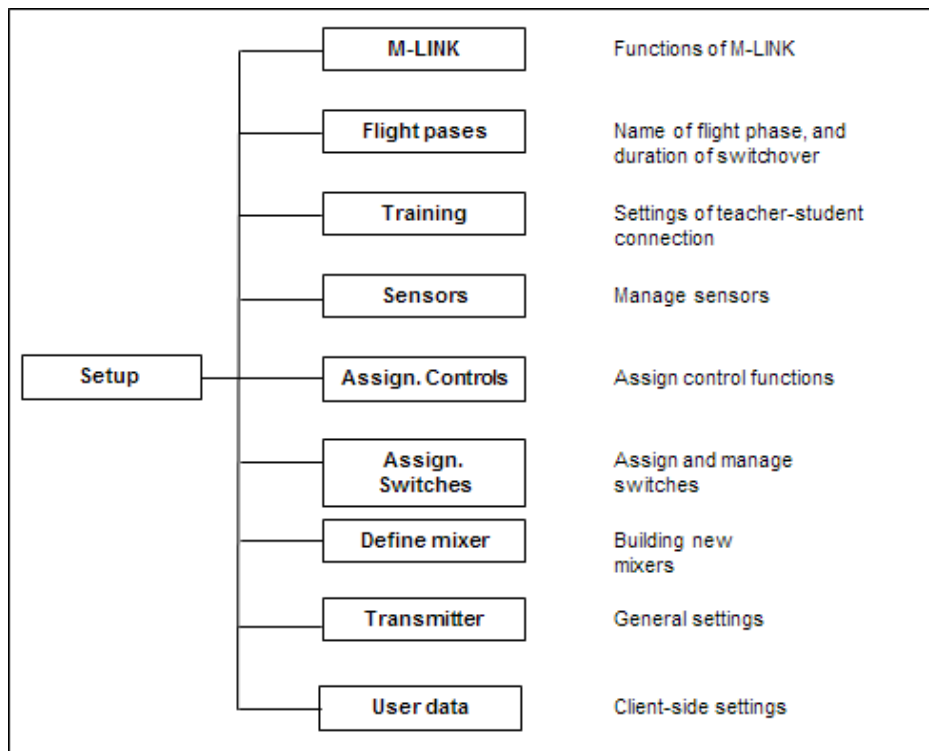 M-LINK
Functions of M-LINK
Flight pases
Name of flight phase, and
duration of switchover
Training
Settings of teacher-student
connection
Sensors
Manage sensors
Setup
Assign. Controls
Assign control functions
Assign.
Switches
Assign and manage
switches
Define mixer
Building new
mixers
Transmitter
General settings
User data
Client-side settings